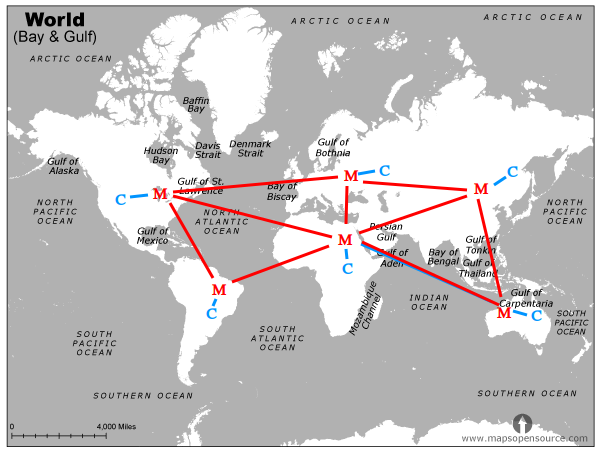 World
(Bay & Gulf)
ARCTIC OCEAN
ARCTIC OCEAN
ARCTIC OCEAN
Baffin
Bay
Hudson
Bay
Davis
Strait
Denmark
Strait
Gulf of
Bothnia
Gulf of
Alaska
Gulf of St.
Lawrence
Bay of
Biscay
M
C
M
C
M
C
NORTH
PACIFIC
OCEAN
NORTH
ATLANTIC
OCEAN
NORTH
PACIFIC
OCEAN
Gulf of
Mexico
Persian
Gulf
M
C
Gulf of
Aden
Bay of
Bengal
Gulf of
Tonkin
Gulf of
Thailand
M
C
Mozambique
Channel
INDIAN
OCEAN
Gulf of
Carpentaria
M
C
SOUTH
PACIFIC
OCEAN
SOUTH
PACIFIC
OCEAN
SOUTH
ATLANTIC
OCEAN
SOUTHERN OCEAN
SOUTHERN OCEAN
0
4,000 Miles
www.mapsopensource.com